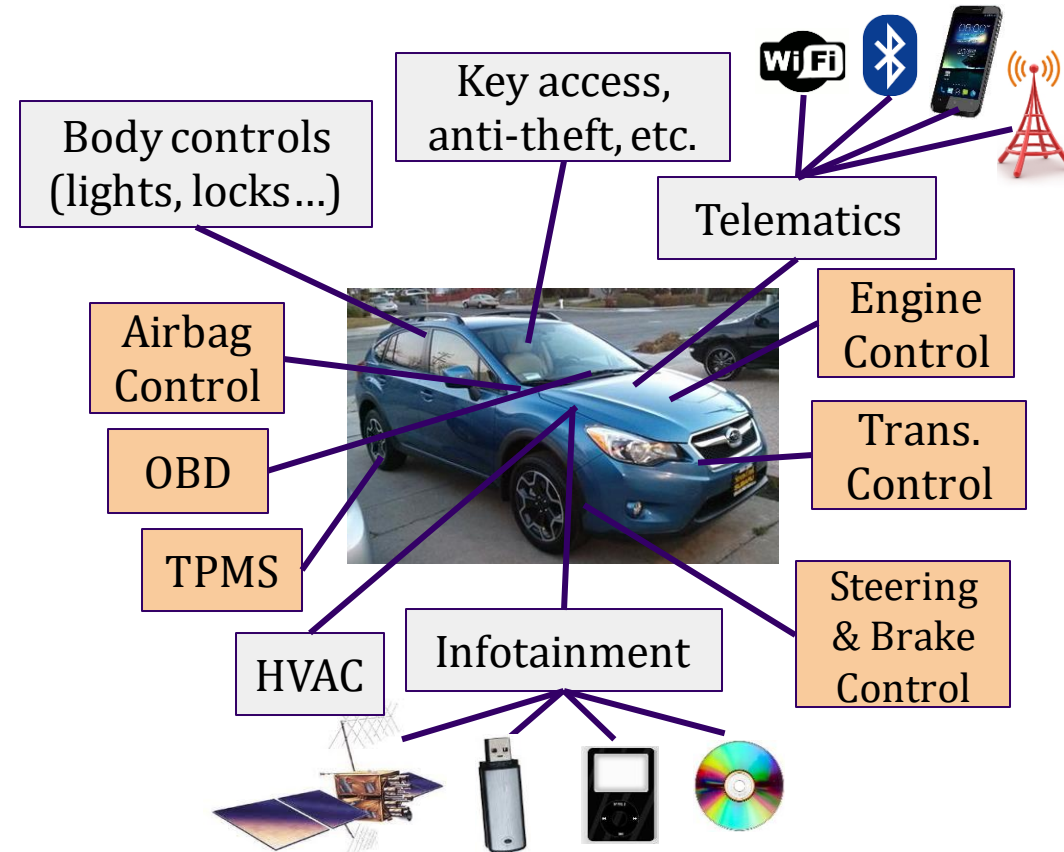 WiFi
Key access,
anti-theft, etc.
Body controls
(lights, locks…)
Telematics
Engine
Control
Airbag
Control
Trans.
Control
OBD
TPMS
Steering
& Brake
Control
Infotainment
HVAC